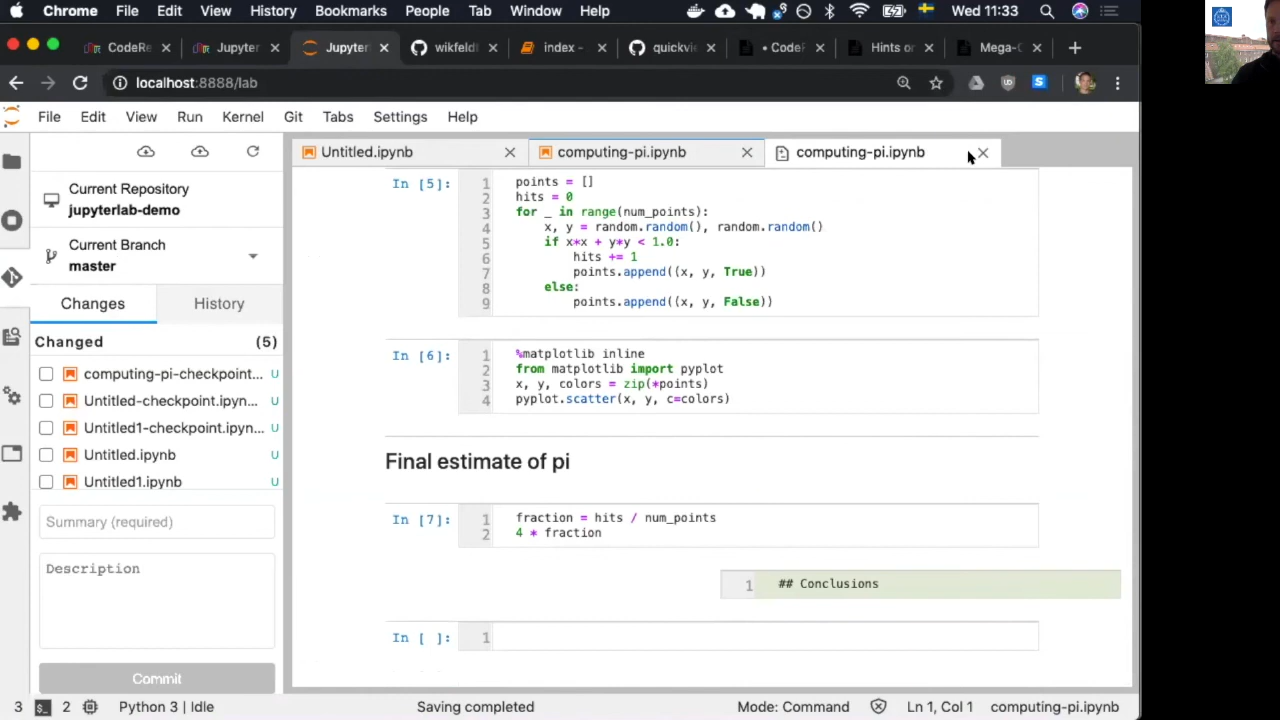 Chrome File Edit View History Bookmarks People Tab Window Help Wed 11:33
CodeRe Jupyter Jupyter wikfeldt index - quickvie • CodeR Hints or Mega-C
localhost:8888/lab
File Edit View Run Kernel Git Tabs Settings Help
Untitled.ipynb computing-pi.ipynb computing-pi.ipynb
Current Repository
jupyterlab-demo
Current Branch
master
Changes History
Changed (5)
computing-pi-checkpoint... U
Untitled-checkpoint.ipyn... U
Untitled1-checkpoint.ipyn... U
Untitled.ipynb U
Untitled1.ipynb U
Summary (required)
Description
Commit
In [5]:
1 points = []
2 hits = 0
3 for _ in range(num_points):
4 x, y = random.random(), random.random()
5 if x*x + y*y < 1.0:
6 hits += 1
7 points.append((x, y, True))
8 else:
9 points.append((x, y, False))
In [6]:
1 %matplotlib inline
2 from matplotlib import pyplot
3 x, y, colors = zip(*points)
4 pyplot.scatter(x, y, c=colors)
Final estimate of pi
In [7]:
1 fraction = hits / num_points
2 4 * fraction
1 ## Conclusions
In [ ]: 1
3 2 Python 3 | Idle Saving completed Mode: Command Ln 1, Col 1 computing-pi.ipynb